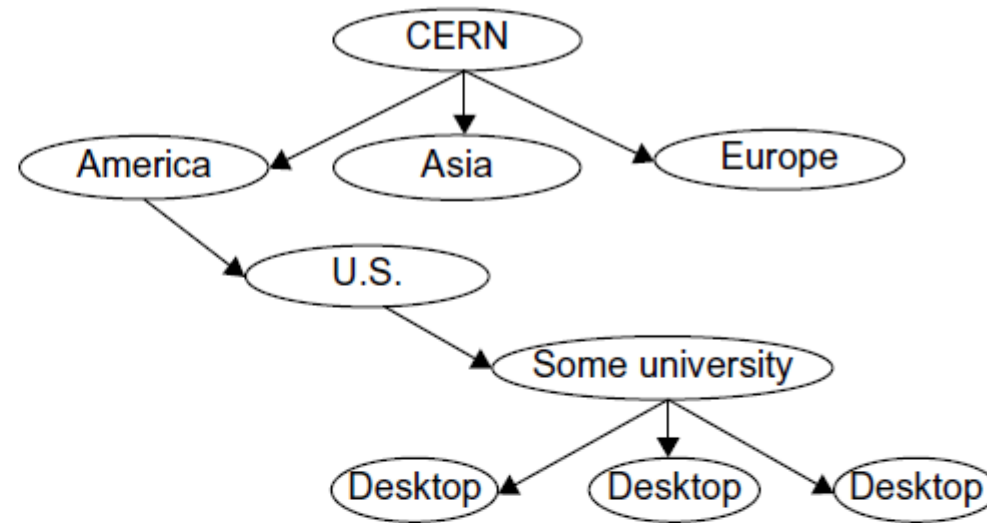 CERN
America
Asia
Europe
U.S.
Some university
Desktop
Desktop
Desktop